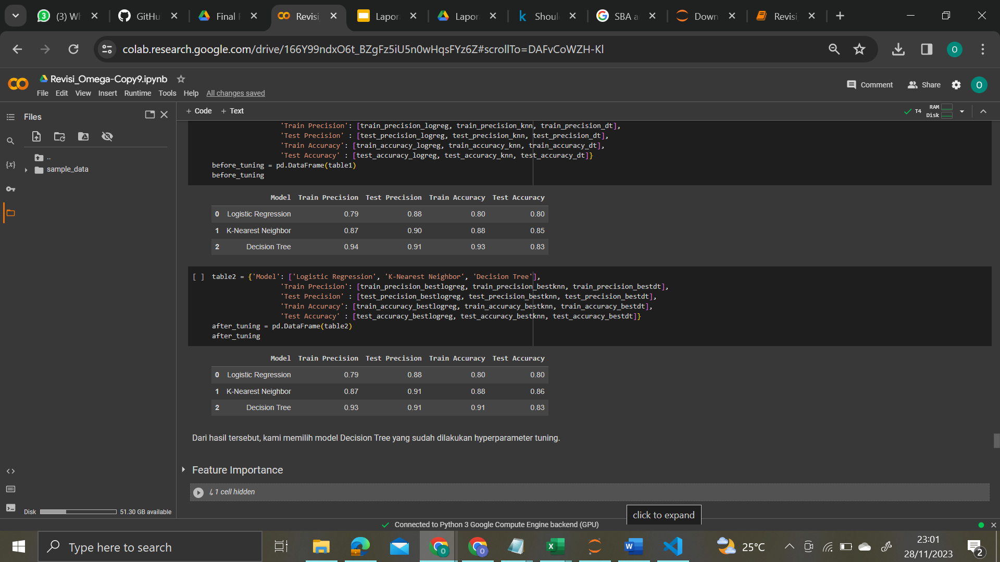 (3) W
GitHu
Final
Revisi
Lapor
Lapor
Shoul
SBA a
Down
Revisi
colab.research.google.com/drive/166Y99ndxO6t_BZgFz5iU5n0wHqsFYz6Z#scrollTo=DAFvCoWZH-Kl
O
Revisi_Omega-Copy9.ipynb
File Edit View Insert Runtime Tools Help All changes saved
Comment Share O
Files
+ Code + Text
T4 RAM Disk
..
sample_data
{x}
'Train Precision': [train_precision_logreg, train_precision_knn, train_precision_dt],
'Test Precision' : [test_precision_logreg, test_precision_knn, test_precision_dt],
'Train Accuracy': [train_accuracy_logreg, train_accuracy_knn, train_accuracy_dt],
'Test Accuracy' : [test_accuracy_logreg, test_accuracy_knn, test_accuracy_dt]}
before_tuning = pd.DataFrame(table1)
before_tuning
Model Train Precision Test Precision Train Accuracy Test Accuracy
0 Logistic Regression 0.79 0.88 0.80 0.80
1 K-Nearest Neighbor 0.87 0.90 0.88 0.85
2 Decision Tree 0.94 0.91 0.93 0.83
[ ] table2 = {'Model': ['Logistic Regression', 'K-Nearest Neighbor', 'Decision Tree'],
'Train Precision': [train_precision_bestlogreg, train_precision_bestknn, train_precision_bestdt],
'Test Precision' : [test_precision_bestlogreg, test_precision_bestknn, test_precision_bestdt],
'Train Accuracy': [train_accuracy_bestlogreg, train_accuracy_bestknn, train_accuracy_bestdt],
'Test Accuracy' : [test_accuracy_bestlogreg, test_accuracy_bestknn, test_accuracy_bestdt]}
after_tuning = pd.DataFrame(table2)
after_tuning
Model Train Precision Test Precision Train Accuracy Test Accuracy
0 Logistic Regression 0.79 0.88 0.80 0.80
1 K-Nearest Neighbor 0.87 0.91 0.88 0.86
2 Decision Tree 0.93 0.91 0.91 0.83
Dari hasil tersebut, kami memilih model Decision Tree yang sudah dilakukan hyperparameter tuning.
Feature Importance
1 cell hidden
click to expand
Disk 51.30 GB available
Connected to Python 3 Google Compute Engine backend (GPU)
Type here to search
25°C
23:01
28/11/2023
2